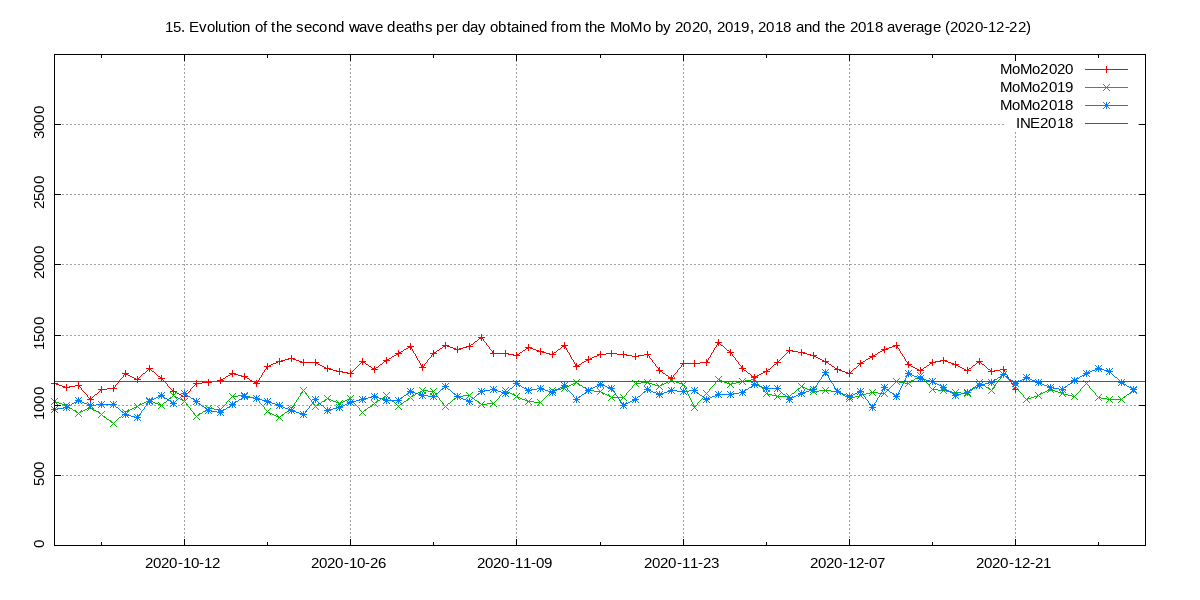 15. Evolution of the second wave deaths per day obtained from the MoMo by 2020, 2019, 2018 and the 2018 average (2020-12-22)
MoMo2020
MoMo2019
MoMo2018
INE2018
3000
2500
2000
1500
1000
500
0
2020-10-12 2020-10-26 2020-11-09 2020-11-23 2020-12-07 2020-12-21